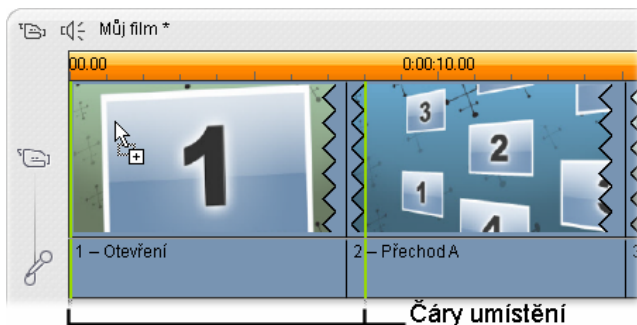 Můj film *
00.00 0:00:10.00
1
3
2
1
4
1 – Otevření 2 – Přechod A 3
Čáry umístění